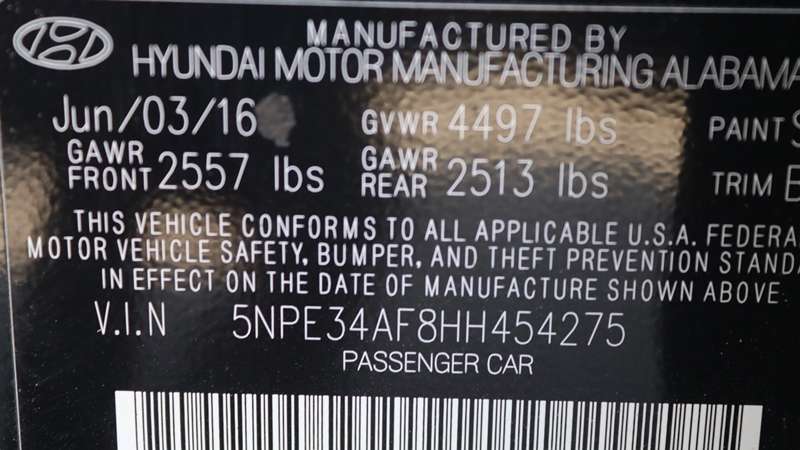 MANUFACTURED BY
HYUNDAI MOTOR MANUFACTURING ALABAMA
Jun/03/16 GVWR 4497 lbs PAINT
GAWR FRONT 2557 lbs GAWR REAR 2513 lbs TRIM
THIS VEHICLE CONFORMS TO ALL APPLICABLE U.S.A. FEDERA
MOTOR VEHICLE SAFETY, BUMPER, AND THEFT PREVENTION STAND
IN EFFECT ON THE DATE OF MANUFACTURE SHOWN ABOVE.
V.I.N 5NPE34AF8HH454275
PASSENGER CAR